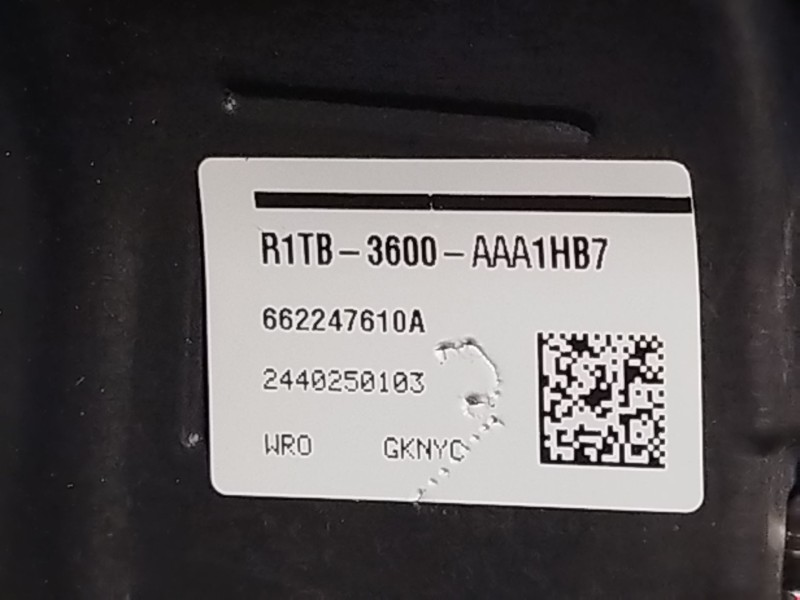 R1TB-3600-AAA1HB7
662247610A
2440250103
WRO GKNYC